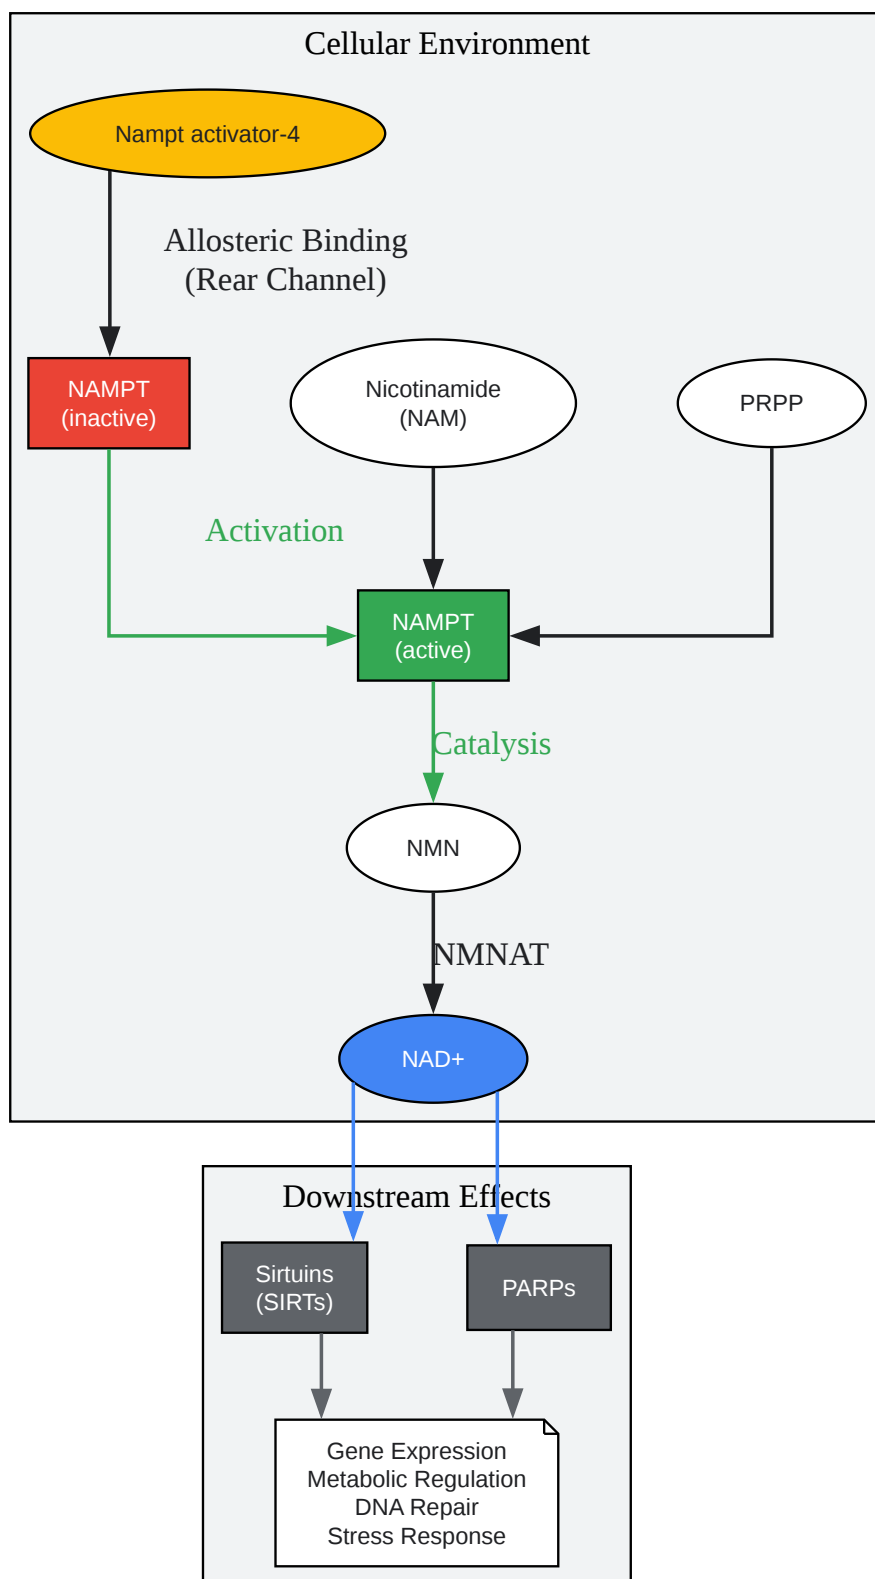 Cellular Environment
Nampt activator-4
Allosteric Binding
(Rear Channel)
NAMPT
(inactive)
Nicotinamide
(NAM)
PRPP
Activation
NAMPT
(active)
Catalysis
NMN
NMNAT
NAD+
Downstream Effects
Sirtuins
(SIRTs)
PARPs
Gene Expression
Metabolic Regulation
DNA Repair
Stress Response